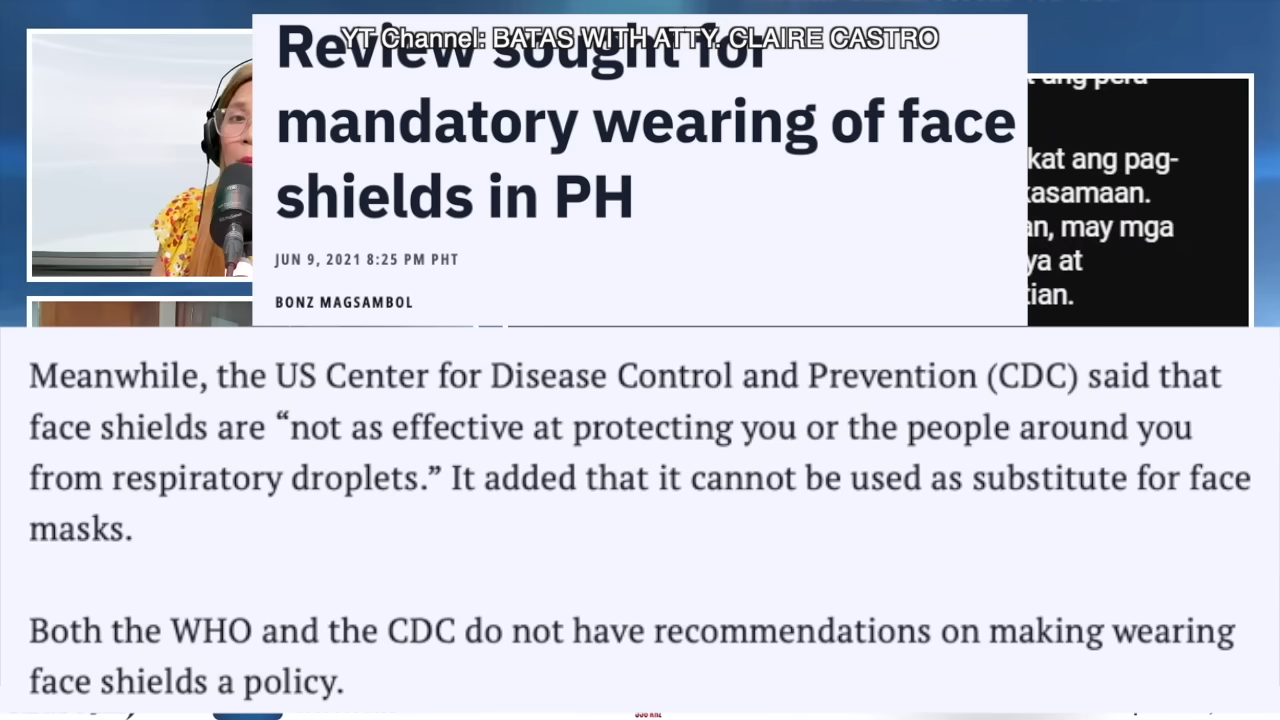 YT Channel: BATAS WITH ATTY. CLAIRE CASTRO
Review sought for
mandatory wearing of face
shields in PH
JUN 9, 2021 8:25 PM PHT
BONZ MAGSAMBOL
ang pera
kat ang pag-
kasamaan.
an, may mga
ya at
tian.
Meanwhile, the US Center for Disease Control and Prevention (CDC) said that
face shields are “not as effective at protecting you or the people around you
from respiratory droplets.” It added that it cannot be used as substitute for face
masks.
Both the WHO and the CDC do not have recommendations on making wearing
face shields a policy.